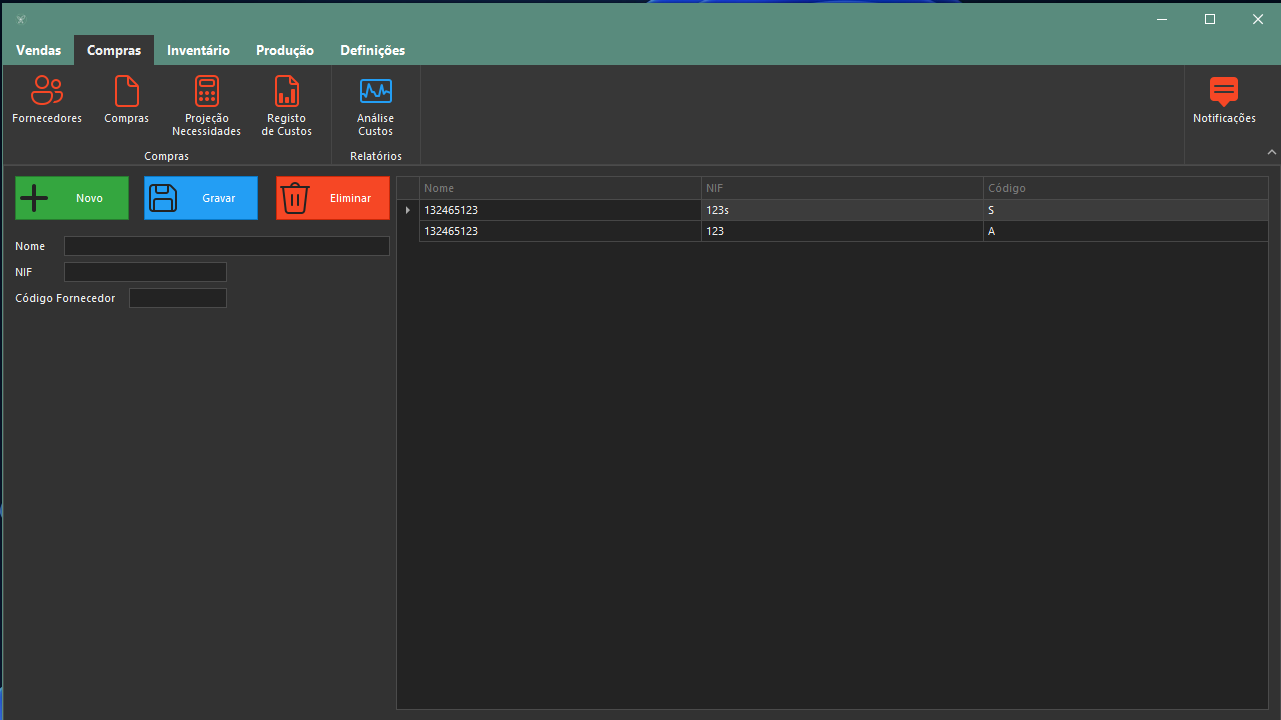 Vendas Compras Inventário Produção Definições
Fornecedores Compras Projeção Necessidades Registo de Custos Análise Custos Notificações
Compras Relatórios
Novo Gravar Eliminar
Nome
NIF
Código Fornecedor
Nome NIF Código
132465123 123s S
132465123 123 A